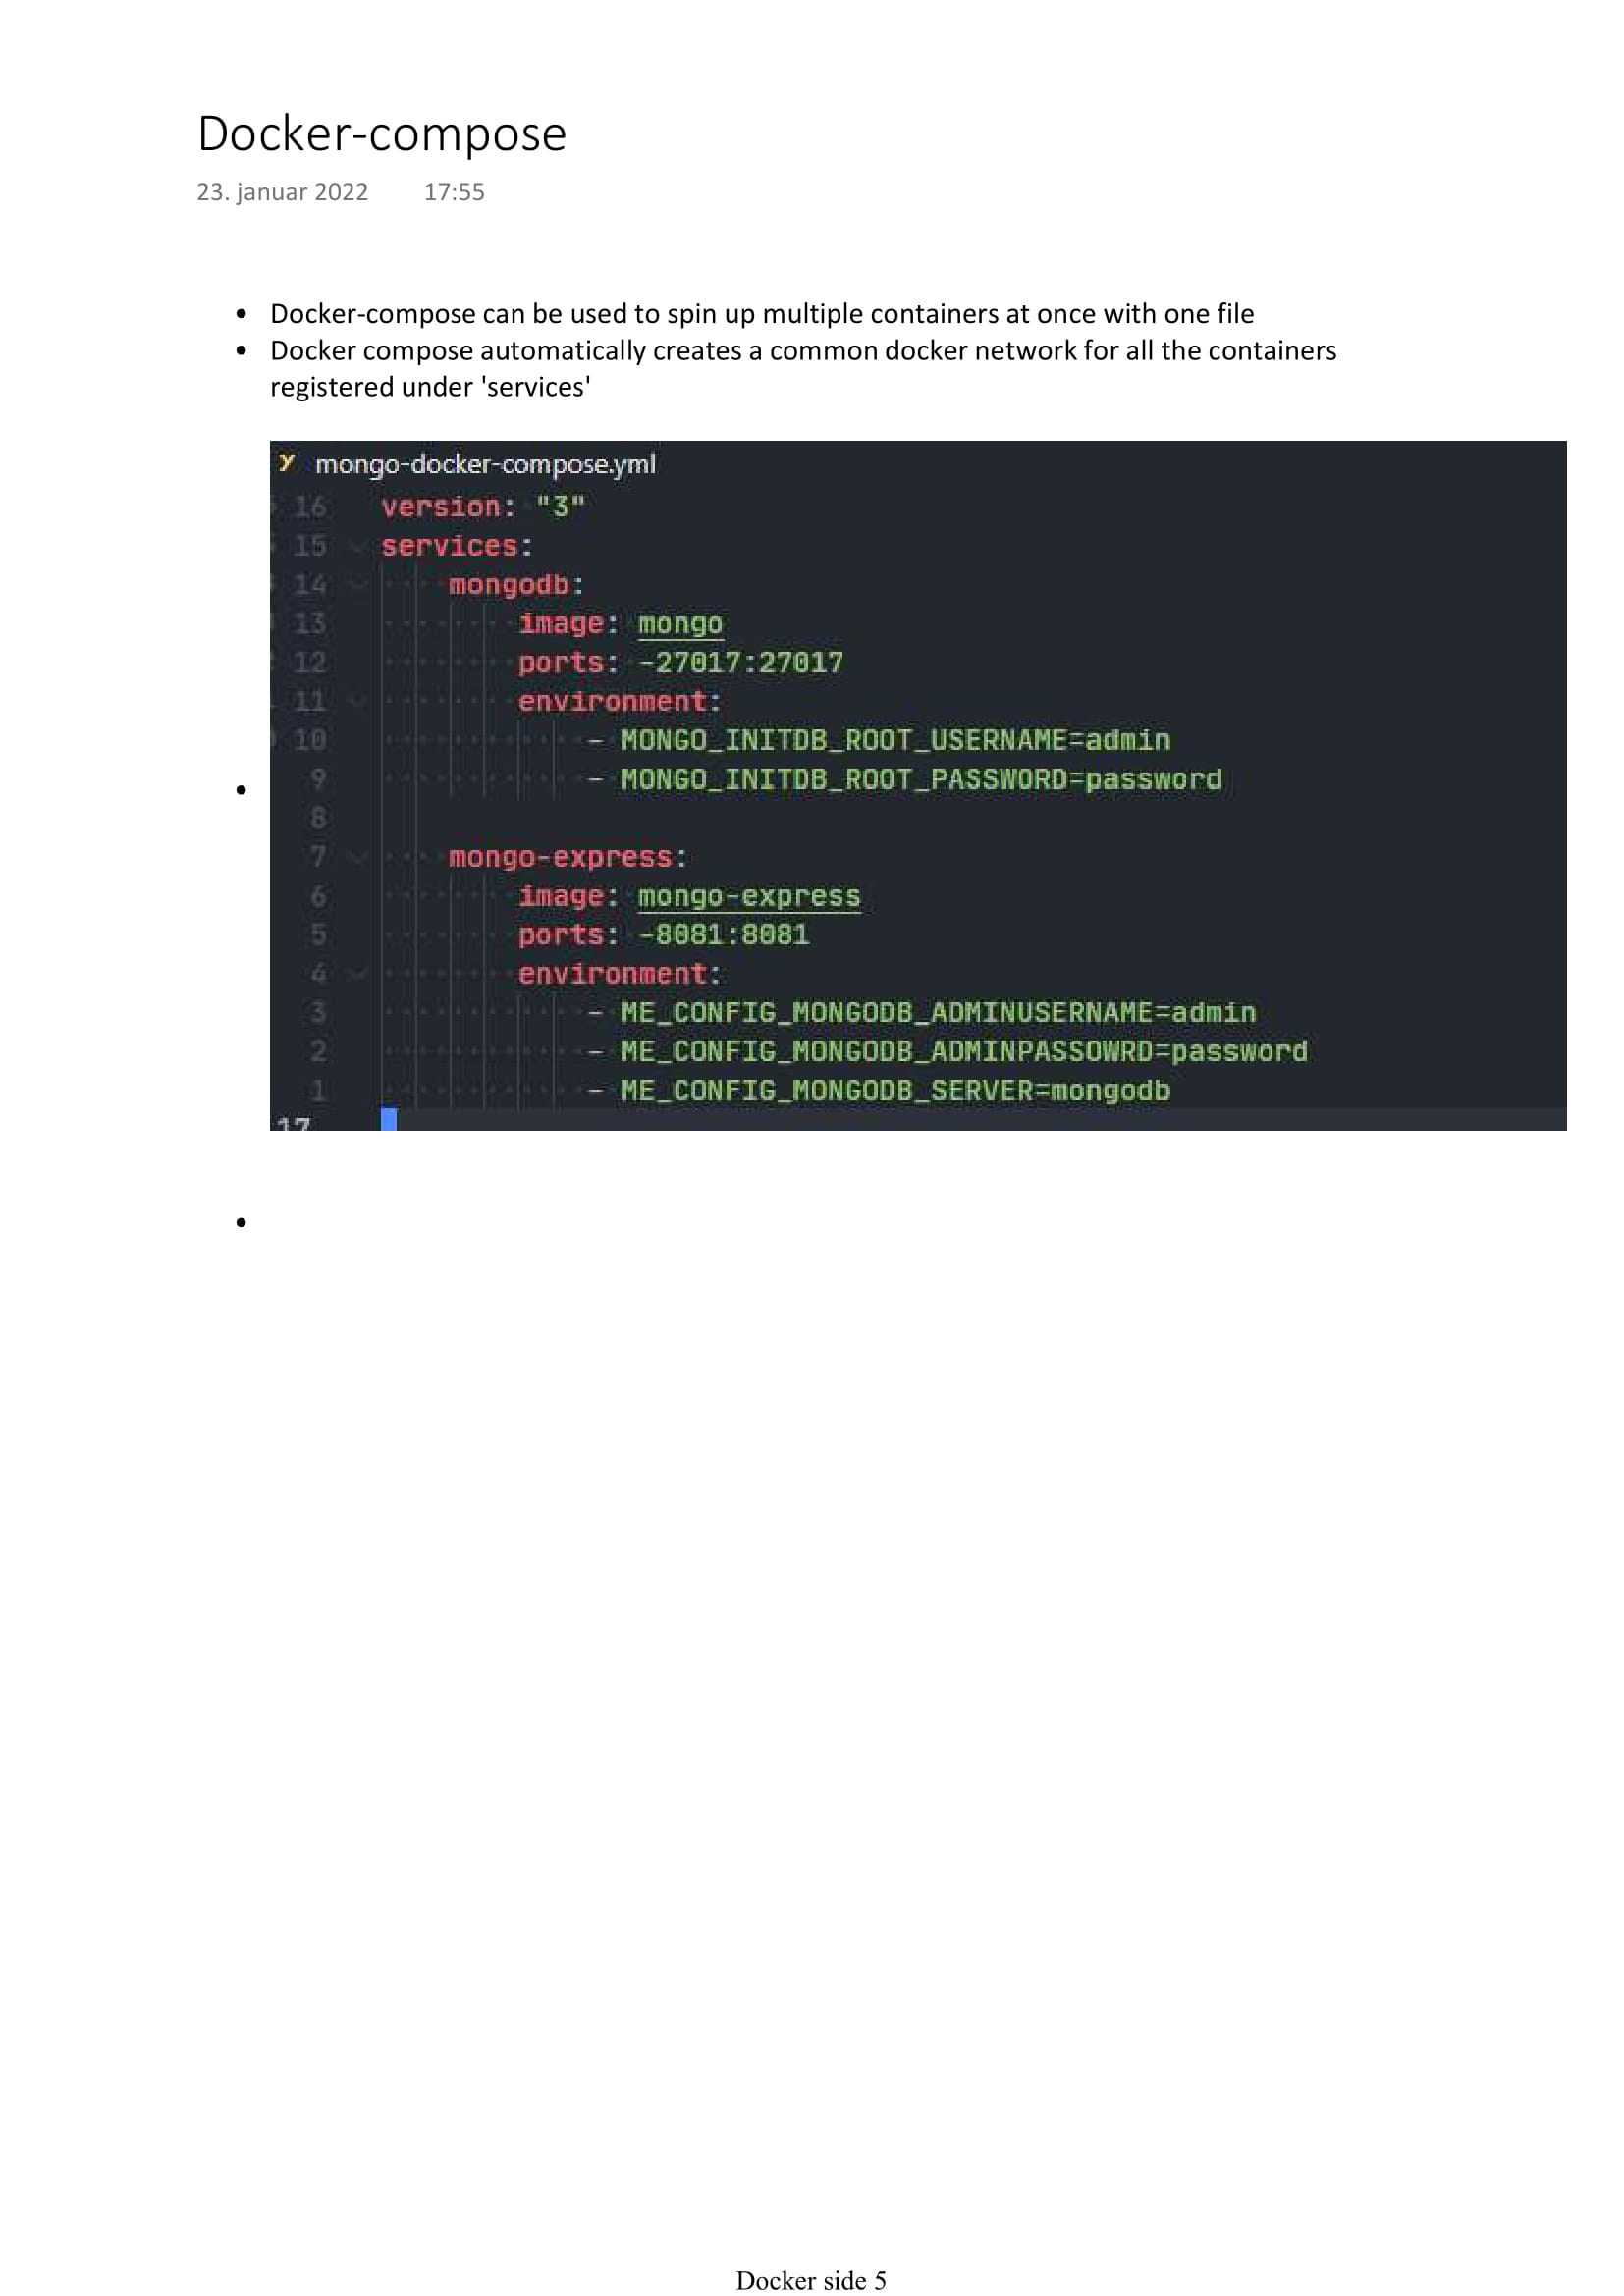 Docker-compose
23. januar 2022 17:55
• Docker-compose can be used to spin up multiple containers at once with one file
• Docker compose automatically creates a common docker network for all the containers
registered under 'services'
Y mongo-docker-compose.yml
16 version: "3"
15 services:
14 mongodb:
13 image: mongo
12 ports: -27017:27017
11 environment:
10 - MONGO_INITDB_ROOT_USERNAME=admin
9 - MONGO_INITDB_ROOT_PASSWORD=password
8
7 mongo-express:
6 image: mongo-express
5 ports: -8081:8081
4 environment:
3 - ME_CONFIG_MONGODB_ADMINUSERNAME=admin
2 - ME_CONFIG_MONGODB_ADMINPASSOWRD=password
1 - ME_CONFIG_MONGODB_SERVER=mongodb
17
Docker side 5